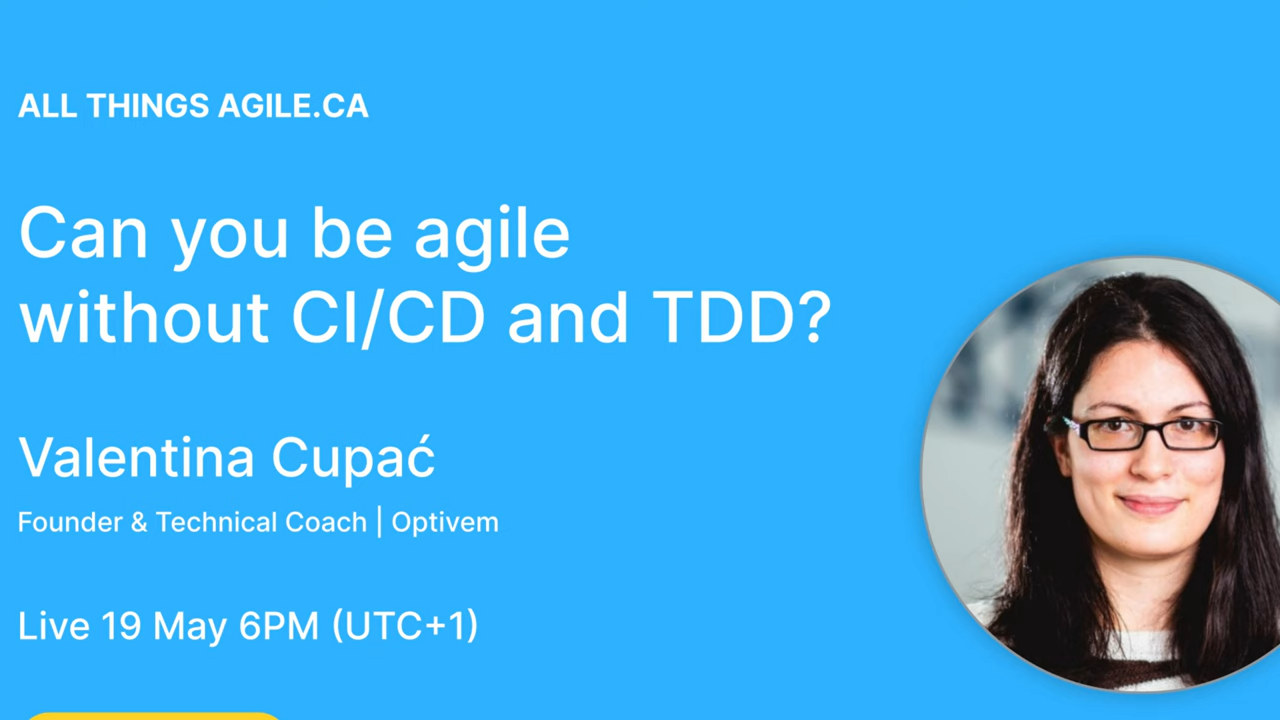 ALL THINGS AGILE.CA
Can you be agile
without CI/CD and TDD?
Valentina Cupać
Founder & Technical Coach | Optivem
Live 19 May 6PM (UTC+1)